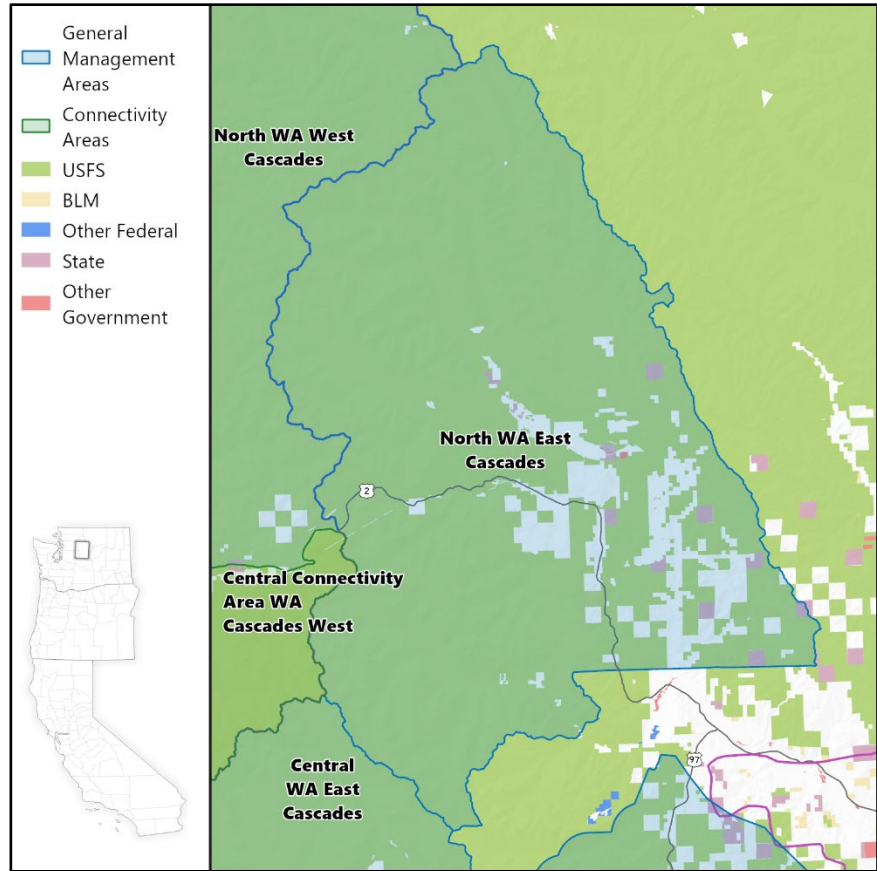 General
Management
Areas
Connectivity
Areas
USFS
BLM
Other Federal
State
Other
Government
North WA West
Cascades
North WA East
Cascades
2
Central Connectivity
Area WA
Cascades West
Central
WA East
Cascades
97